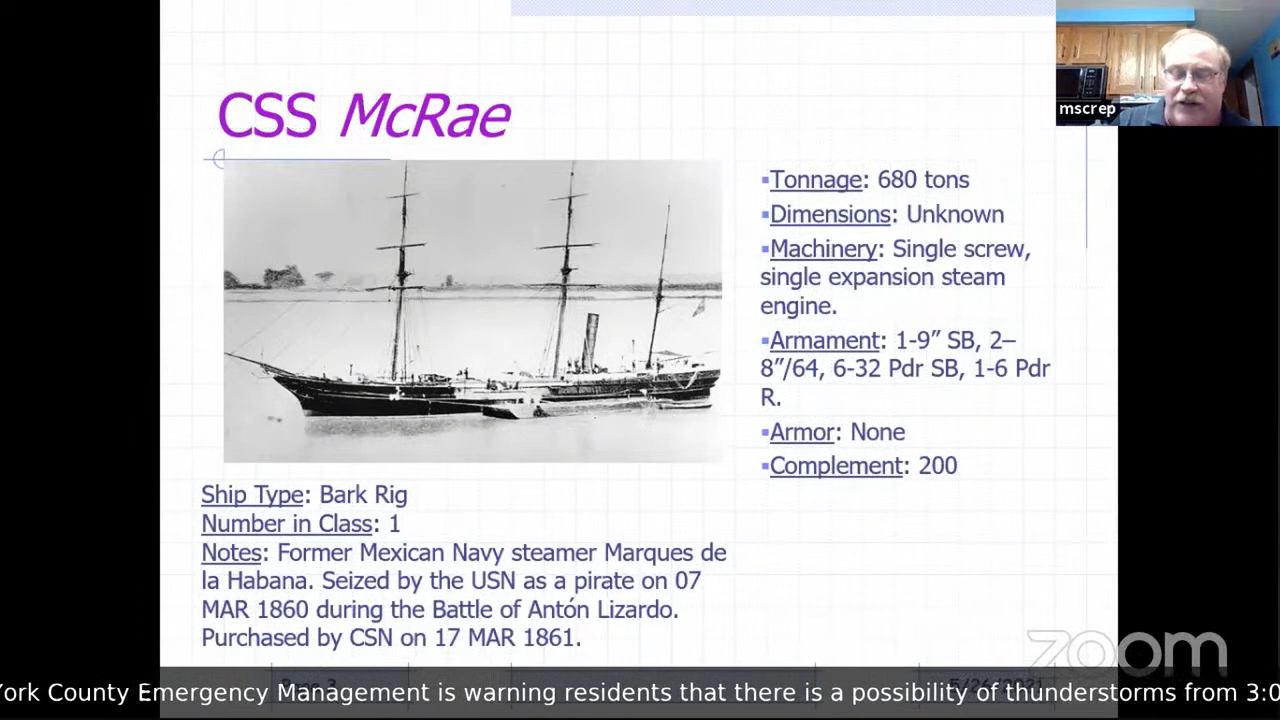 CSS McRae
mscrep
▪Tonnage: 680 tons
▪Dimensions: Unknown
▪Machinery: Single screw,
single expansion steam
engine.
▪Armament: 1-9” SB, 2–
8”/64, 6-32 Pdr SB, 1-6 Pdr
R.
▪Armor: None
▪Complement: 200
Ship Type: Bark Rig
Number in Class: 1
Notes: Former Mexican Navy steamer Marques de
la Habana. Seized by the USN as a pirate on 07
MAR 1860 during the Battle of Antón Lizardo.
Purchased by CSN on 17 MAR 1861.
zoom
York County Emergency Management is warning residents that there is a possibility of thunderstorms from 3:0